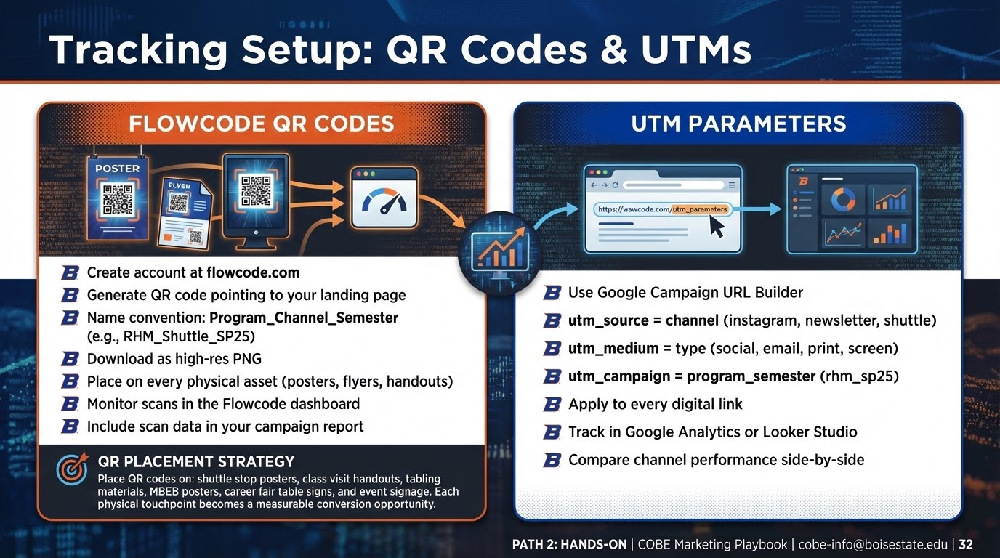 Tracking Setup: QR Codes & UTMs
FLOWCODE QR CODES
POSTER
PLYER
Create account at flowcode.com
Generate QR code pointing to your landing page
Name convention: Program_Channel_Semester
(e.g., RHM_Shuttle_SP25)
Download as high-res PNG
Place on every physical asset (posters, flyers, handouts)
Monitor scans in the Flowcode dashboard
Include scan data in your campaign report
QR PLACEMENT STRATEGY
Place QR codes on: shuttle stop posters, class visit handouts, tabling
materials, MBEB posters, career fair table signs, and event signage. Each
physical touchpoint becomes a measurable conversion opportunity.
UTM PARAMETERS
https://vrawcode.com/utm_parameters
B
Use Google Campaign URL Builder
utm_source = channel (instagram, newsletter, shuttle)
utm_medium = type (social, email, print, screen)
utm_campaign = program_semester (rhm_sp25)
Apply to every digital link
Track in Google Analytics or Looker Studio
Compare channel performance side-by-side
PATH 2: HANDS-ON | COBE Marketing Playbook | cobe-info@boisestate.edu | 32